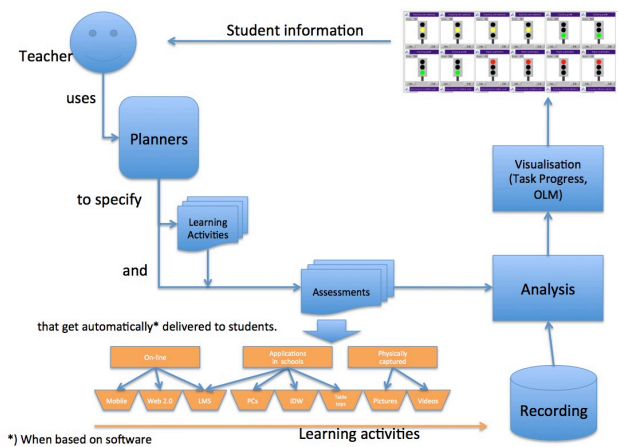 Student information
Teacher
uses
Planners
to specify
Learning
Activities
and
Assessments
Visualisation
(Task Progress,
OLM)
Analysis
that get automatically* delivered to students.
On-line
Applications
in schools
Physically
captured
Mobile
Web 2.0
LMS
PCs
IDW
Table
tops
Pictures
Videos
Recording
Learning activities
*) When based on software